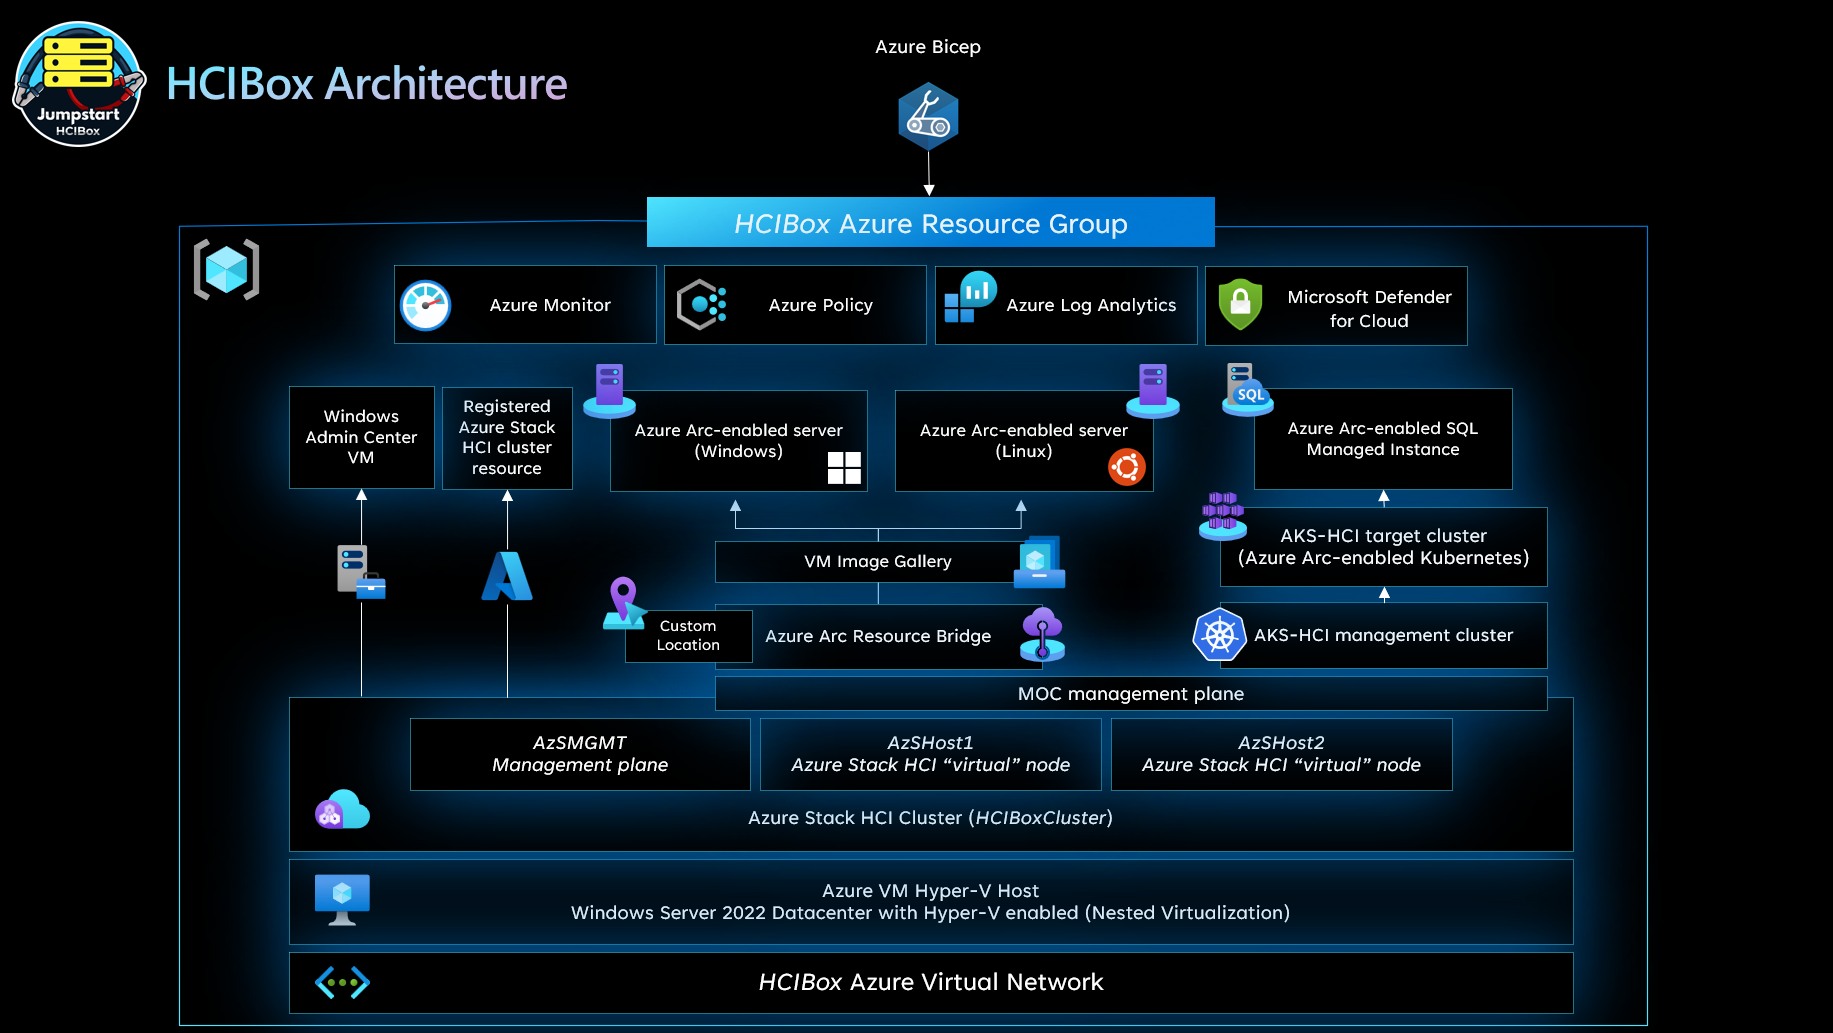 Jumpstart
HCIBox
HCIBox Architecture
Azure Bicep
HCIBox Azure Resource Group
Azure Monitor
Azure Policy
Azure Log Analytics
Microsoft Defender
for Cloud
Windows
Admin Center
VM
Registered
Azure Stack
HCI cluster
resource
Azure Arc-enabled server
(Windows)
Azure Arc-enabled server
(Linux)
SQL
Azure Arc-enabled SQL
Managed Instance
AKS-HCI target cluster
(Azure Arc-enabled Kubernetes)
VM Image Gallery
Custom
Location
Azure Arc Resource Bridge
AKS-HCI management cluster
MOC management plane
AzSMGMT
Management plane
AzSHost1
Azure Stack HCI “virtual” node
AzSHost2
Azure Stack HCI “virtual” node
Azure Stack HCI Cluster (HCIBoxCluster)
Azure VM Hyper-V Host
Windows Server 2022 Datacenter with Hyper-V enabled (Nested Virtualization)
HCIBox Azure Virtual Network